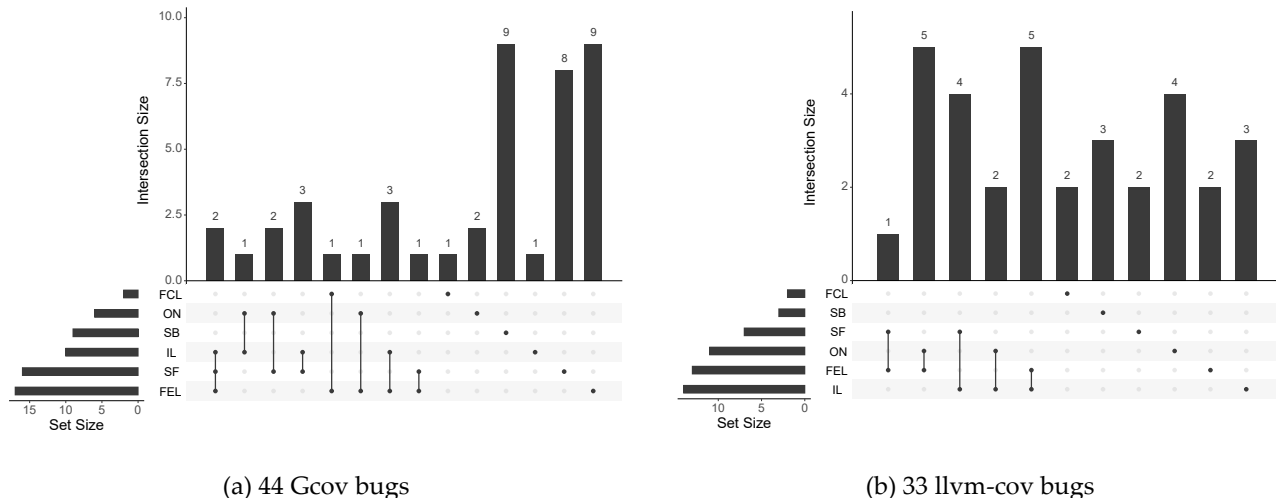 10.0
7.5
5.0
2.5
0.0
Intersection Size
2 1 2 3 1 1 3 1 1 2 9 1 8 9
FCL
ON
SB
IL
SF
FEL
15 10 5 0
Set Size
(a) 44 Gcov bugs
4
2
0
Intersection Size
1 5 4 2 5 2 3 2 4 2 3
FCL
SB
SF
ON
FEL
IL
10 5 0
Set Size
(b) 33 llvm-cov bugs